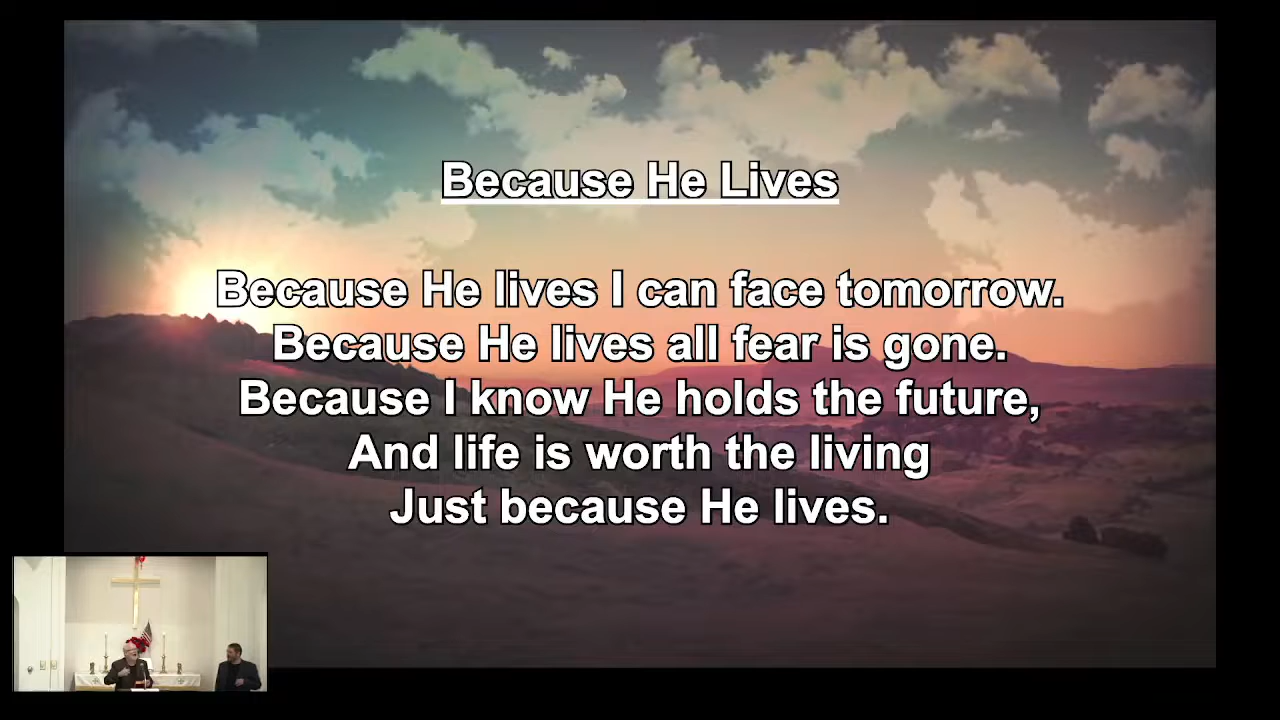 Because He Lives
Because He lives I can face tomorrow.
Because He lives all fear is gone.
Because I know He holds the future,
And life is worth the living
Just because He lives.